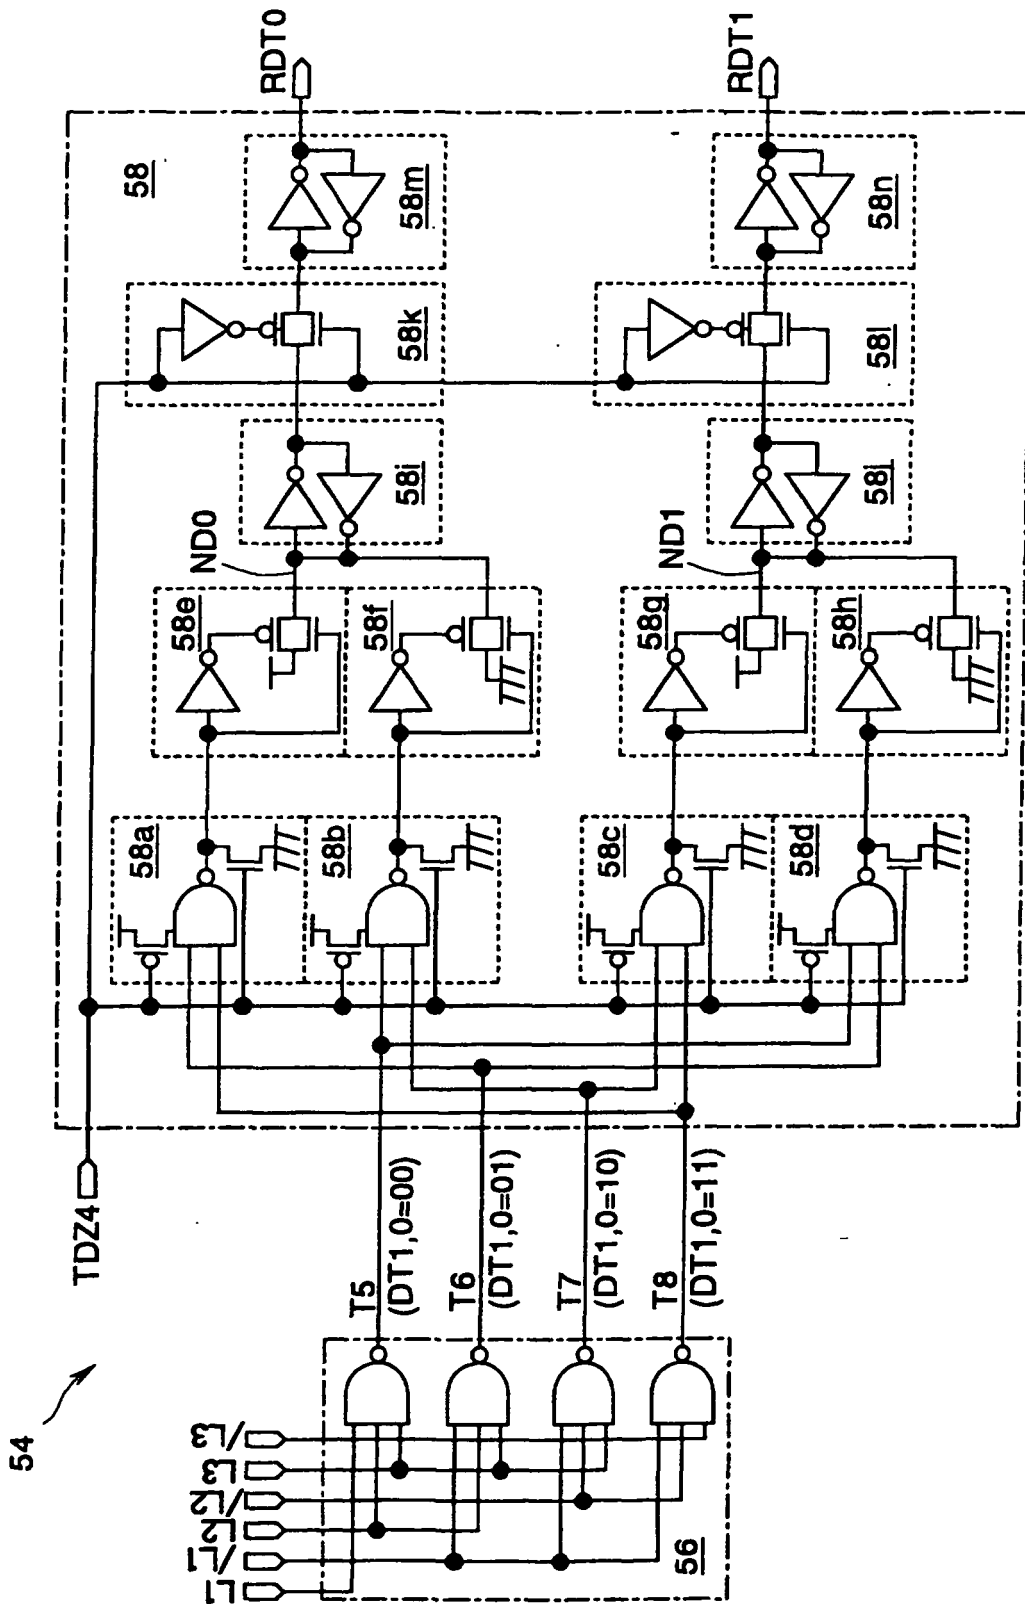 54
L1
/L1
L2
/L2
L3
/L3
56
T5
(DT1,0=00)
T6
(DT1,0=01)
T7
(DT1,0=10)
T8
(DT1,0=11)
TDZ4
58
58a
58b
58c
58d
58e
58f
58g
58h
ND0
ND1
58i
58j
58k
58l
58m
58n
RDT0
RDT1